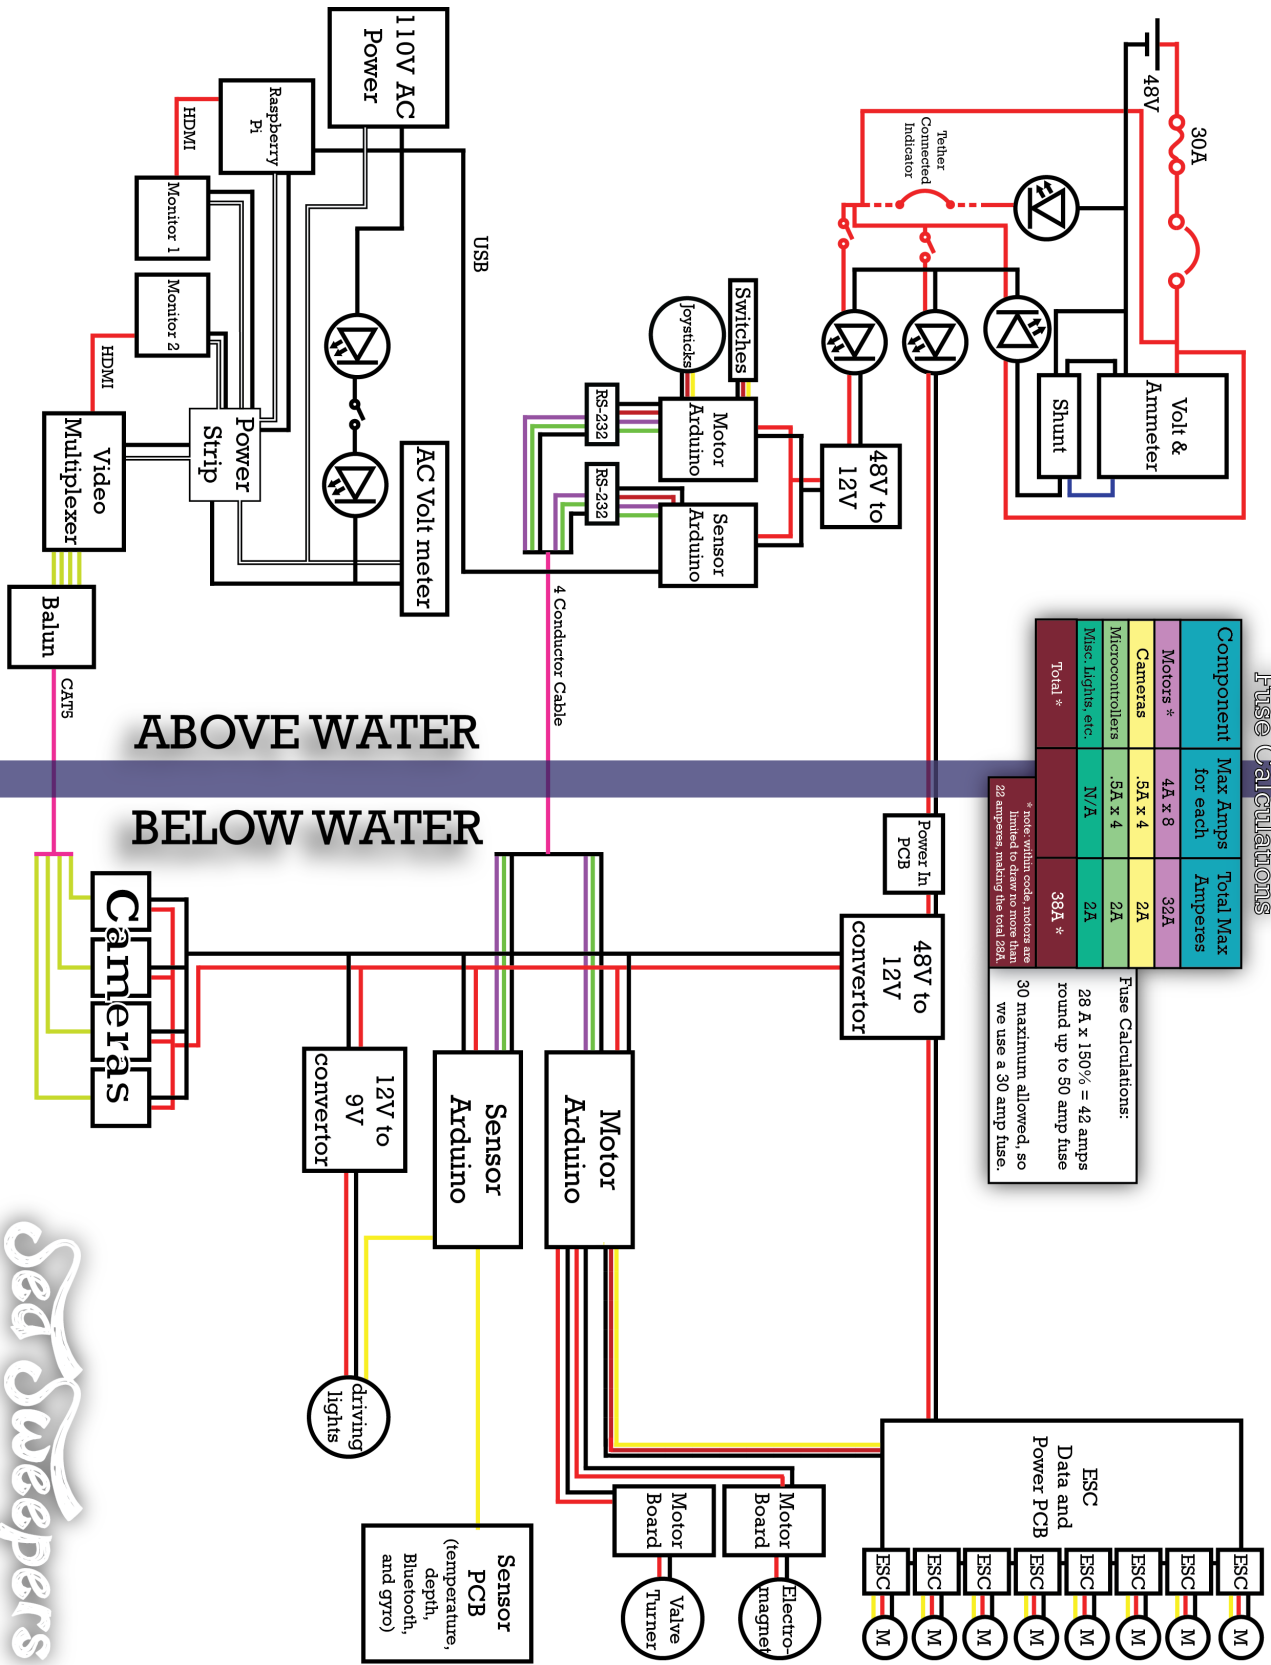 110V AC
Power
Raspberry
Pi
HDMI
Monitor 1
Monitor 2
HDMI
Video
Multiplexer
Power
Strip
AC Volt meter
Balun
CAT5
USB
48V
30A
Tether
Connected
Indicator
Volt &
Ammeter
Shunt
Switches
Joysticks
Motor
Arduino
RS-232
RS-232
Sensor
Arduino
48V to
12V
4 Conductor Cable
ABOVE WATER
BELOW WATER
Fuse Calculations
Component
Max Amps
for each
Total Max
Amperes
Motors *
4A x 8
32A
Cameras
.5A x 4
2A
Microcontrollers
.5A x 4
2A
Misc. Lights, etc.
N/A
2A
Total *
38A *
* note: within code, motors are
limited to draw no more than
22 amperes, making the total 28A.
Fuse Calculations:
28 A x 150% = 42 amps
round up to 50 amp fuse
30 maximum allowed, so
we use a 30 amp fuse.
Power In
PCB
48V to
12V
convertor
Cameras
12V to
9V
convertor
Sensor
Arduino
Motor
Arduino
driving
lights
Sensor
PCB
(temperature,
depth,
Bluetooth,
and gyro)
Motor
Board
Valve
Turner
Motor
Board
Electro-
magnet
ESC
Data and
Power PCB
ESC
ESC
ESC
ESC
ESC
ESC
ESC
ESC
M
M
M
M
M
M
M
M
Sea Sweepers